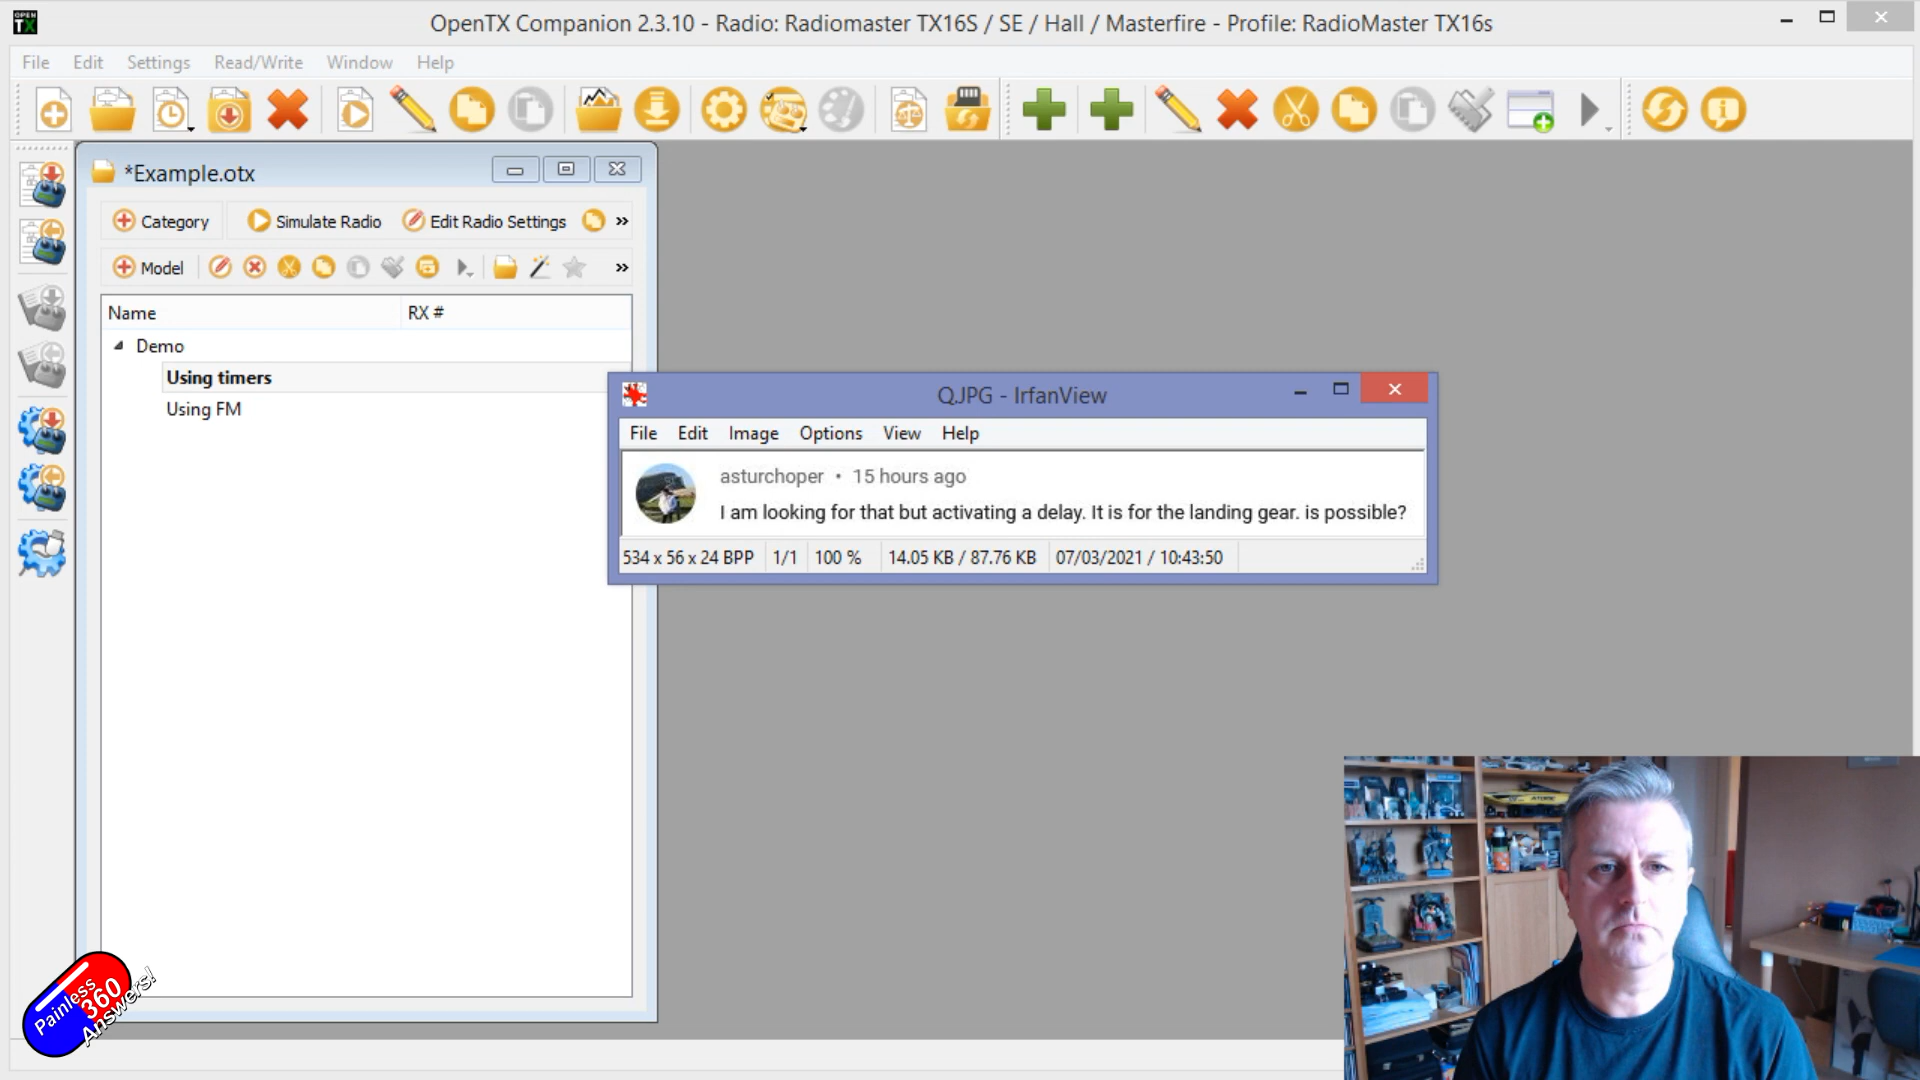 OPEN
TX
OpenTX Companion 2.3.10 - Radio: Radiomaster TX16S / SE / Hall / Masterfire - Profile: RadioMaster TX16s
File Edit Settings Read/Write Window Help
*Example.otx
Category Simulate Radio Edit Radio Settings »
Model »
Name RX #
Demo
Using timers
Using FM
Q.JPG - IrfanView
File Edit Image Options View Help
asturchoper • 15 hours ago
I am looking for that but activating a delay. It is for the landing gear. is possible?
534 x 56 x 24 BPP 1/1 100 % 14.05 KB / 87.76 KB 07/03/2021 / 10:43:50
Painless
360
Answers!